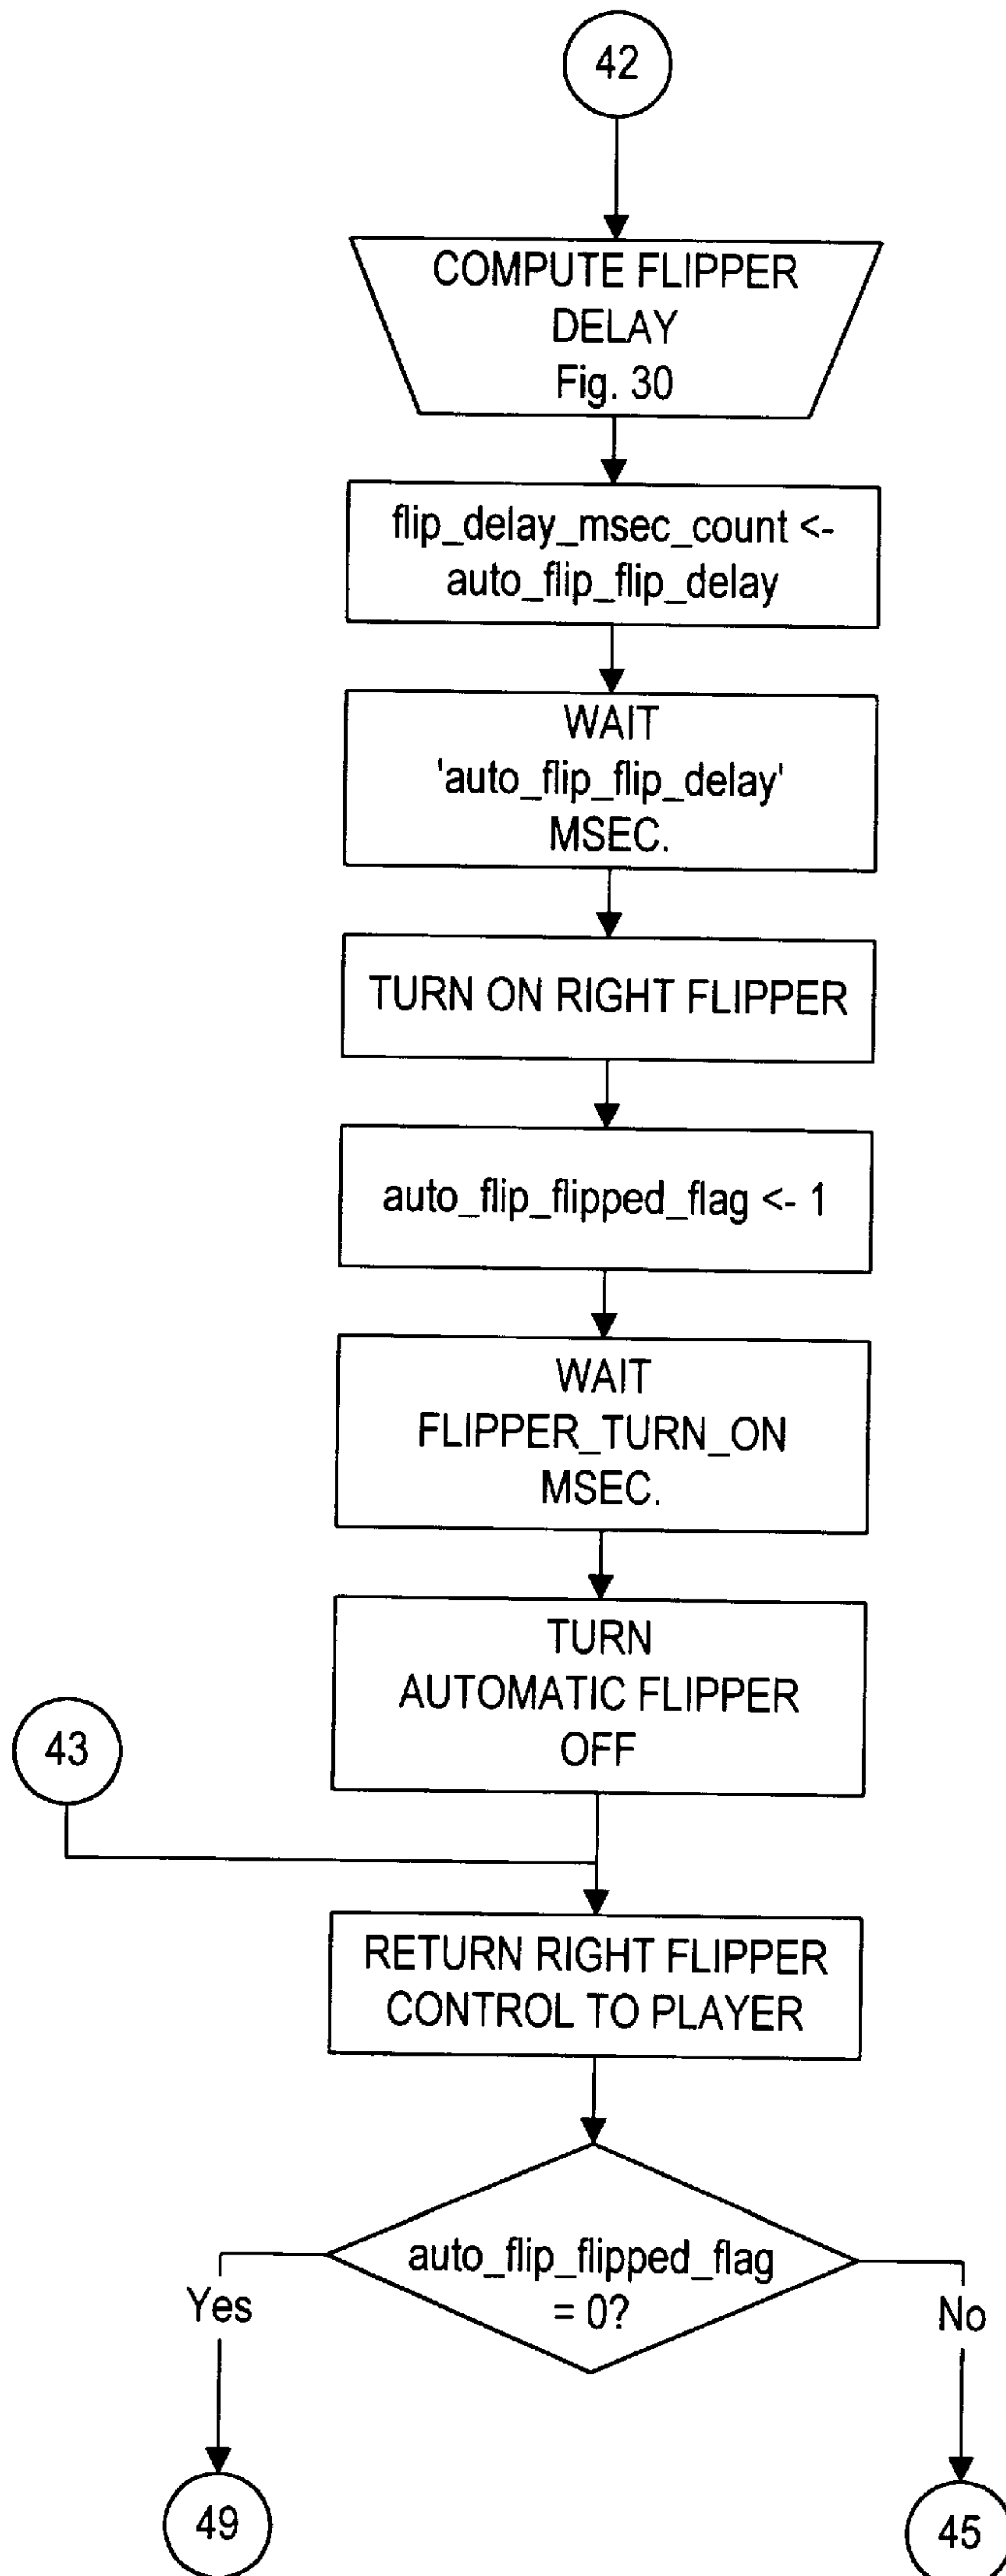 42
COMPUTE FLIPPER
DELAY
Fig. 30
flip_delay_msec_count <-
auto_flip_flip_delay
WAIT
'auto_flip_flip_delay'
MSEC.
TURN ON RIGHT FLIPPER
auto_flip_flipped_flag <- 1
WAIT
FLIPPER_TURN_ON
MSEC.
TURN
AUTOMATIC FLIPPER
OFF
43
RETURN RIGHT FLIPPER
CONTROL TO PLAYER
auto_flip_flipped_flag
= 0?
Yes
No
49
45